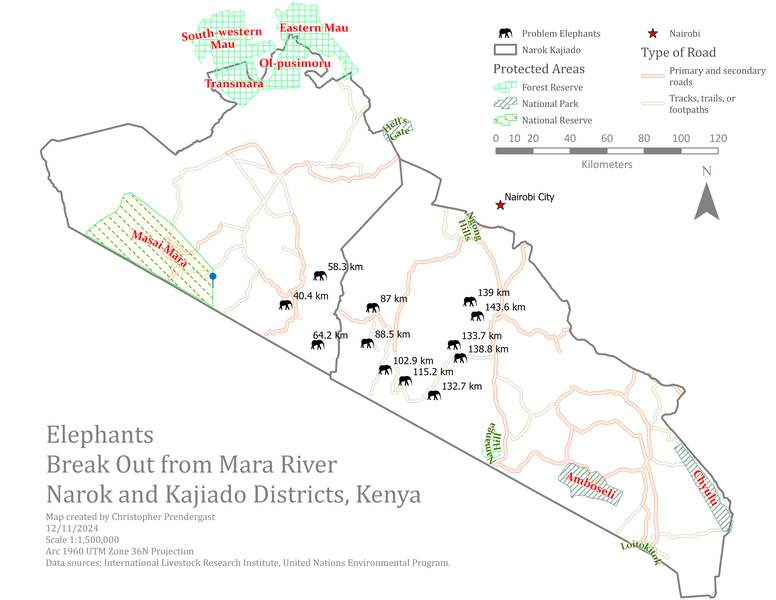 Eastern Mau
South-western
Mau
Ol-pusimoru
Transmara
Problem Elephants
Narok Kajiado
Protected Areas
Forest Reserve
National Park
National Reserve
Nairobi
Type of Road
Primary and secondary
roads
Tracks, trails, or
footpaths
0 10 20 40 60 80 100 120
Kilometers
N
Hell's
Gate
Nairobi City
Ngong
Hills
Masai Mara
58.3 km
40.4 km
64.2 km
87 km
88.5 km
102.9 km
115.2 km
132.7 km
139 km
143.6 km
133.7 km
138.8 km
Namanga
Hill
Amboseli
Chyulu
Loitokitok
Elephants
Break Out from Mara River
Narok and Kajiado Districts, Kenya
Map created by Christopher Prendergast
12/11/2024
Scale 1:1,500,000
Arc 1960 UTM Zone 36N Projection
Data sources: International Livestock Research Institute, United Nations Environmental Program.